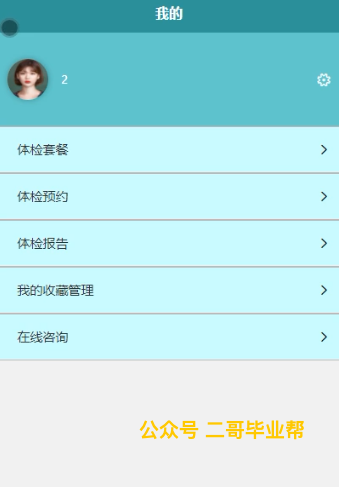 我的
2
体检套餐
体检预约
体检报告
我的收藏管理
在线咨询
公众号 二哥毕业帮